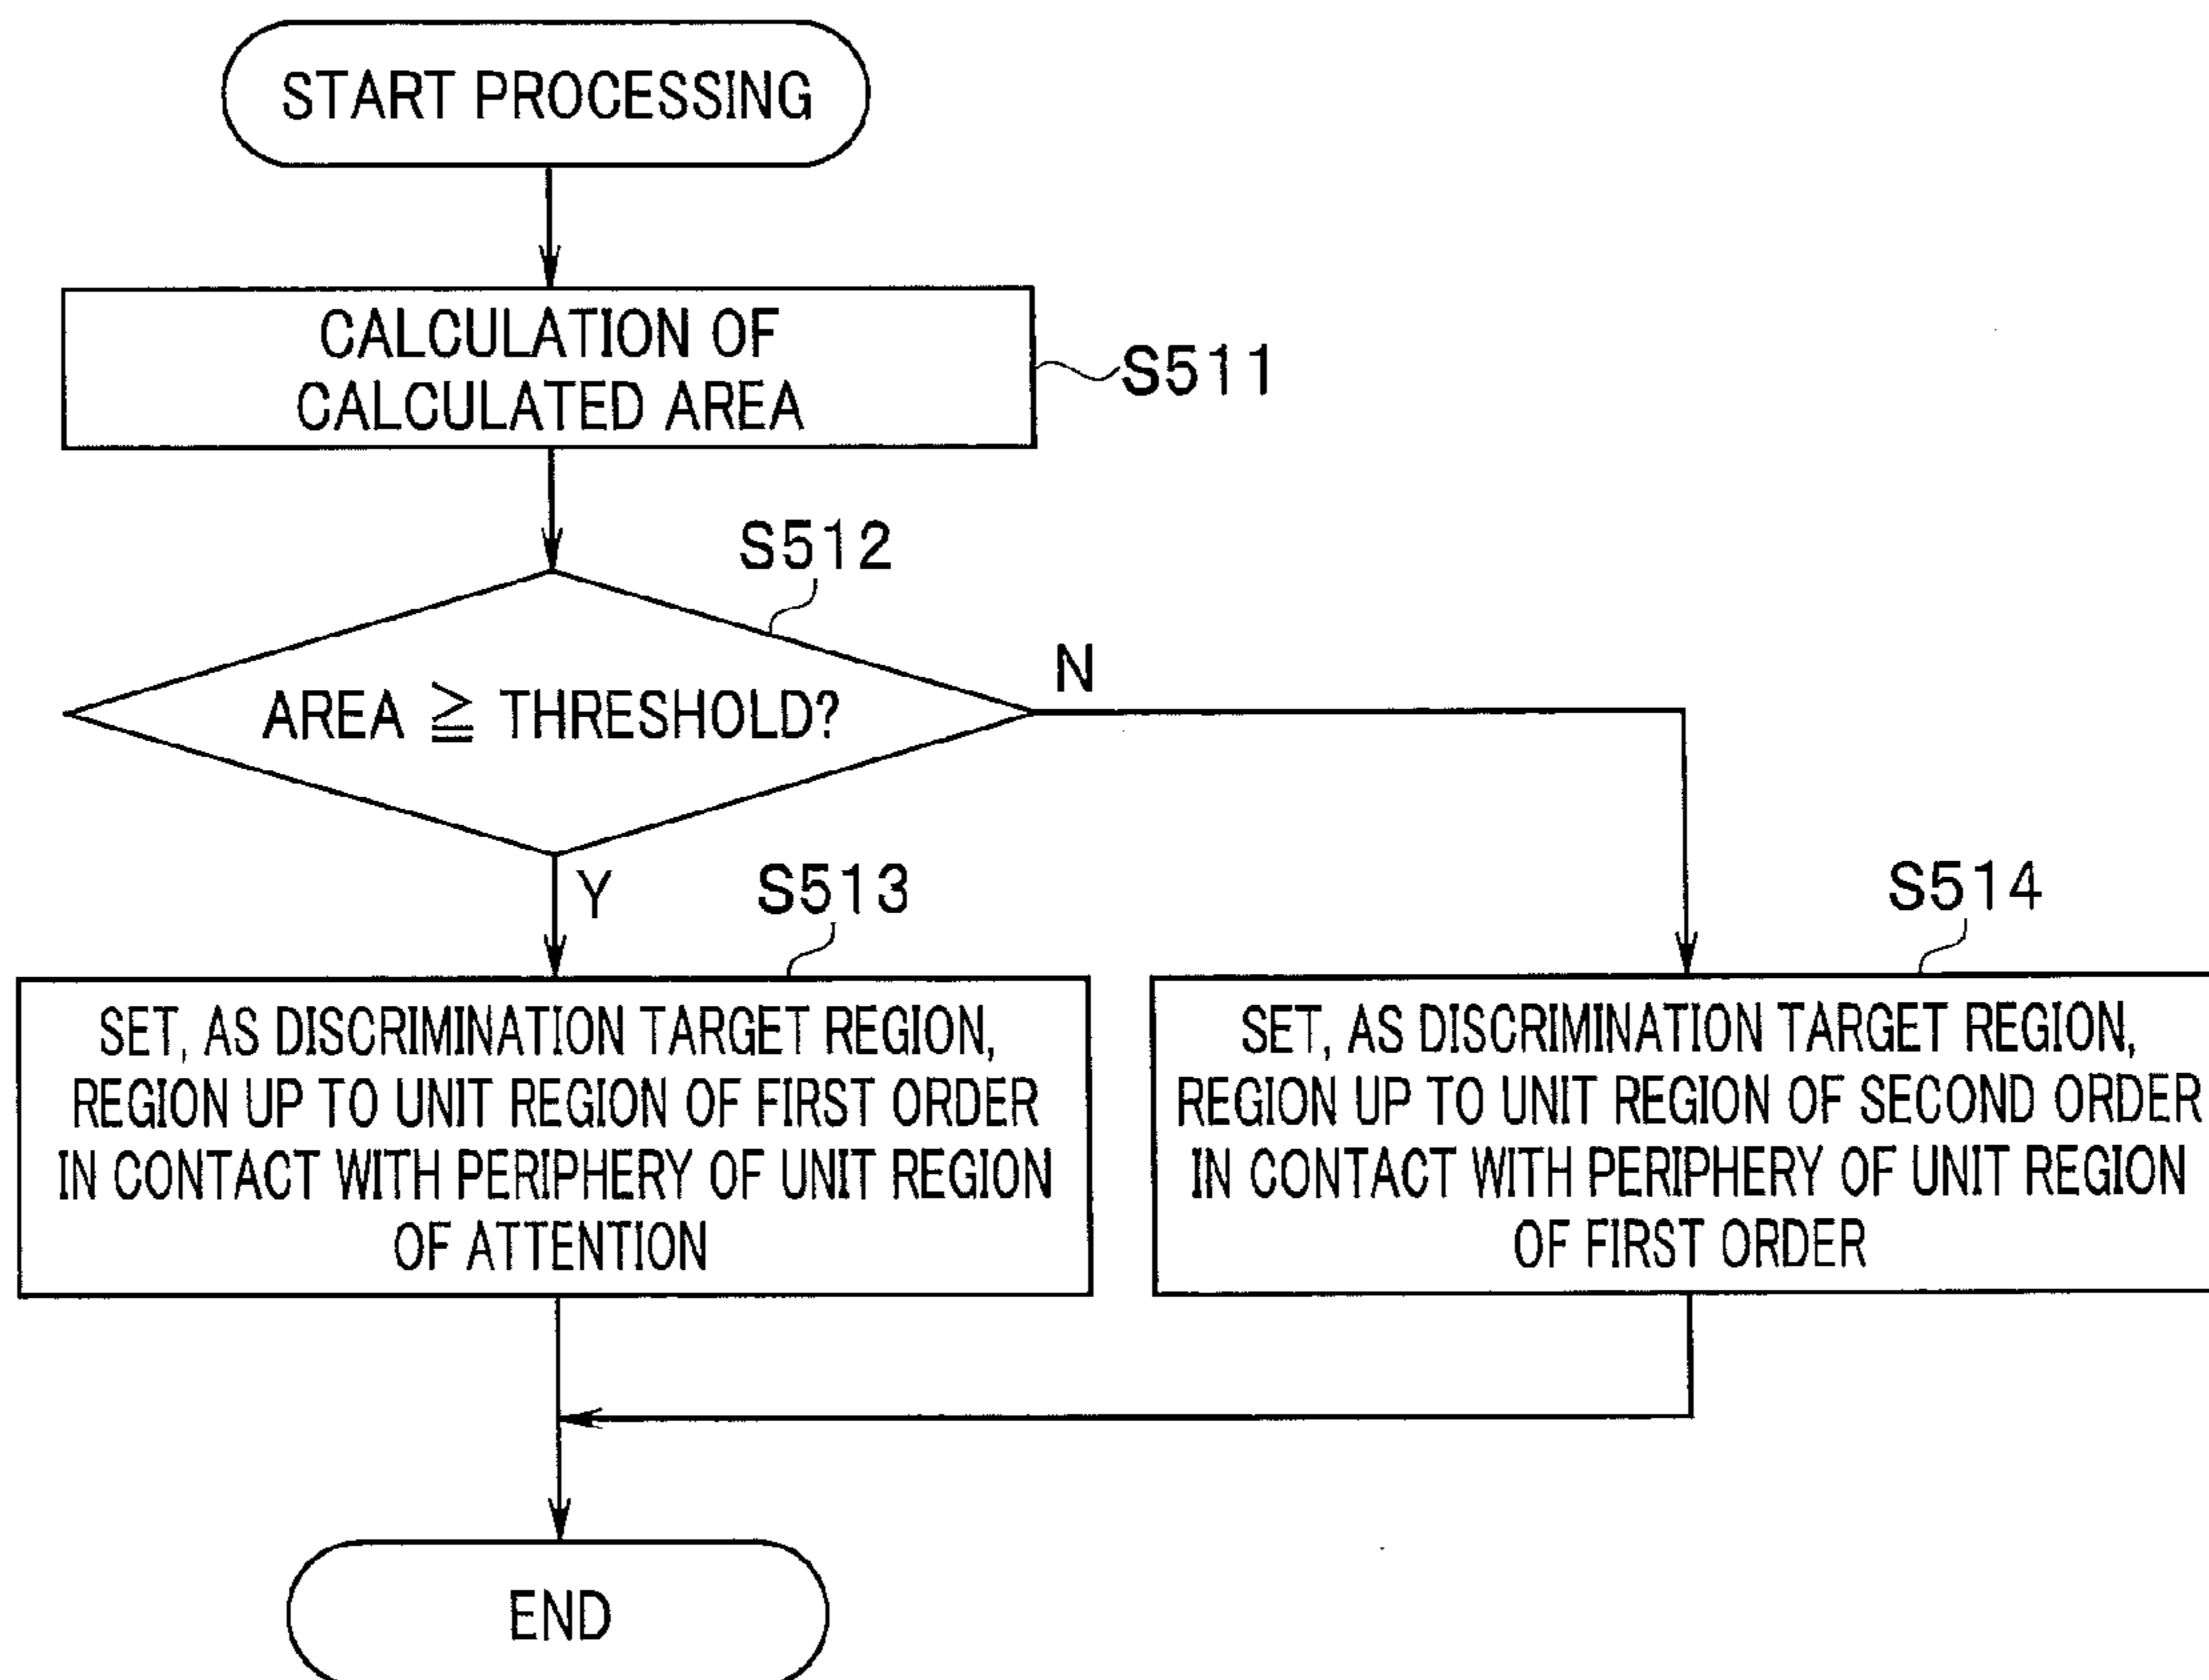 START PROCESSING
CALCULATION OF
CALCULATED AREA
S511
S512
AREA ≧ THRESHOLD?
N
Y
S513
SET, AS DISCRIMINATION TARGET REGION,
REGION UP TO UNIT REGION OF FIRST ORDER
IN CONTACT WITH PERIPHERY OF UNIT REGION
OF ATTENTION
S514
SET, AS DISCRIMINATION TARGET REGION,
REGION UP TO UNIT REGION OF SECOND ORDER
IN CONTACT WITH PERIPHERY OF UNIT REGION
OF FIRST ORDER
END